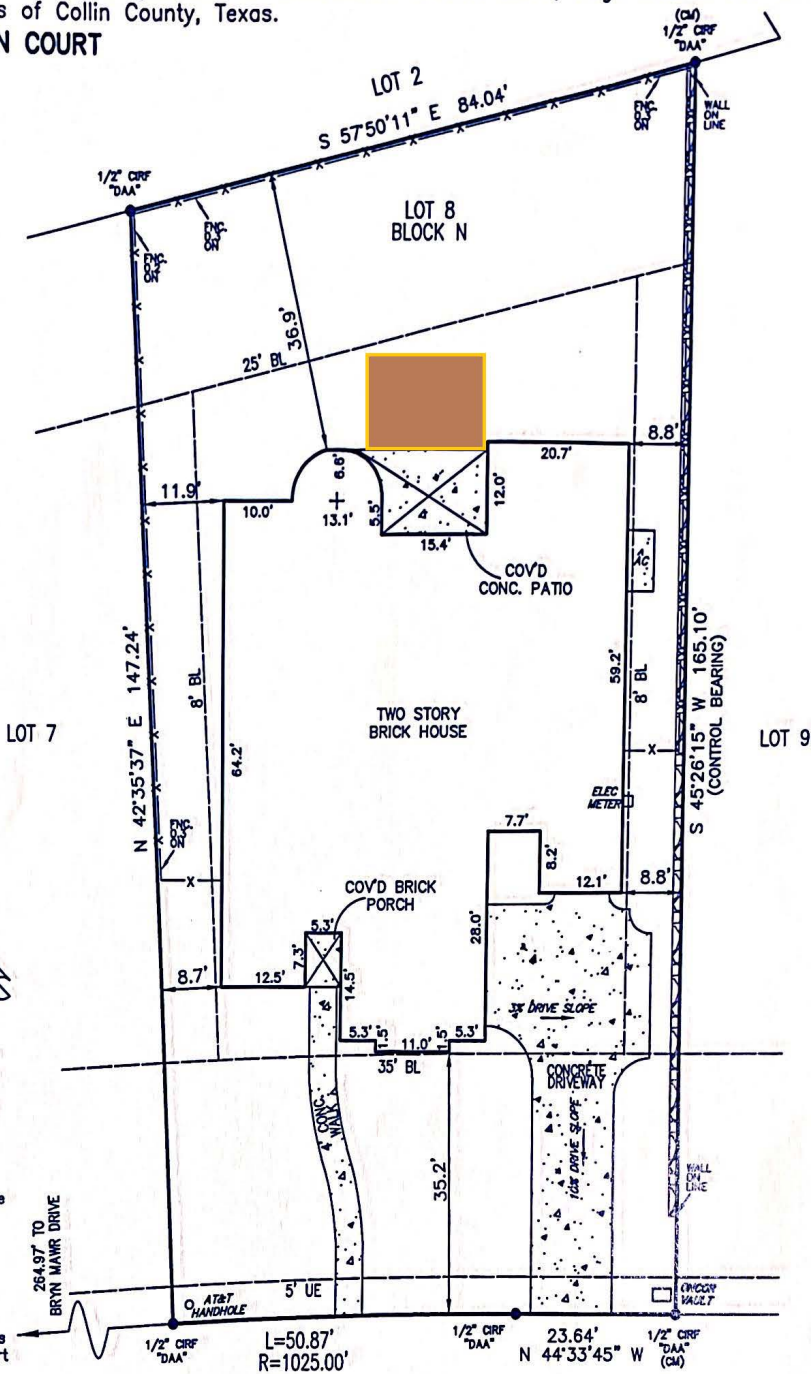 s of Collin County, Texas.
N COURT
(CM)
1/2" CIRF
"DAA"
LOT 2
S 57°50'11" E 84.04'
FNC.
0.3'
ON
WALL
ON
LINE
1/2" CIRF
"DAA"
FNC.
0.3'
ON
FNC.
0.3'
ON
LOT 8
BLOCK N
36.9'
25' BL
8.8'
20.7'
11.9'
10.0'
6.6'
13.1'
5.5'
12.0'
15.4'
COV'D
CONC. PATIO
AC
N 42°35'37" E 147.24'
8' BL
59.2'
8' BL
S 45°26'15" W 165.10'
(CONTROL BEARING)
LOT 7
TWO STORY
BRICK HOUSE
LOT 9
64.2'
ELEC
METER
FNC.
0.3'
ON
7.7'
8.2'
12.1'
8.8'
COV'D BRICK
PORCH
5.3'
7.3'
28.0'
8.7'
12.5'
14.5'
3% DRIVE SLOPE
5.3'
1.5'
11.0'
1.5'
5.3'
35' BL
CONCRETE
DRIVEWAY
4' CONC.
WALK
10% DRIVE SLOPE
35.2'
WALL
ON
LINE
264.97' TO
BRYN MAWR DRIVE
5' UE
AT&T
HANDHOLE
ONCOR
VAULT
1/2" CIRF
"DAA"
L=50.87'
R=1025.00'
1/2" CIRF
"DAA"
23.64'
N 44°33'45" W
1/2" CIRF
"DAA"
(CM)